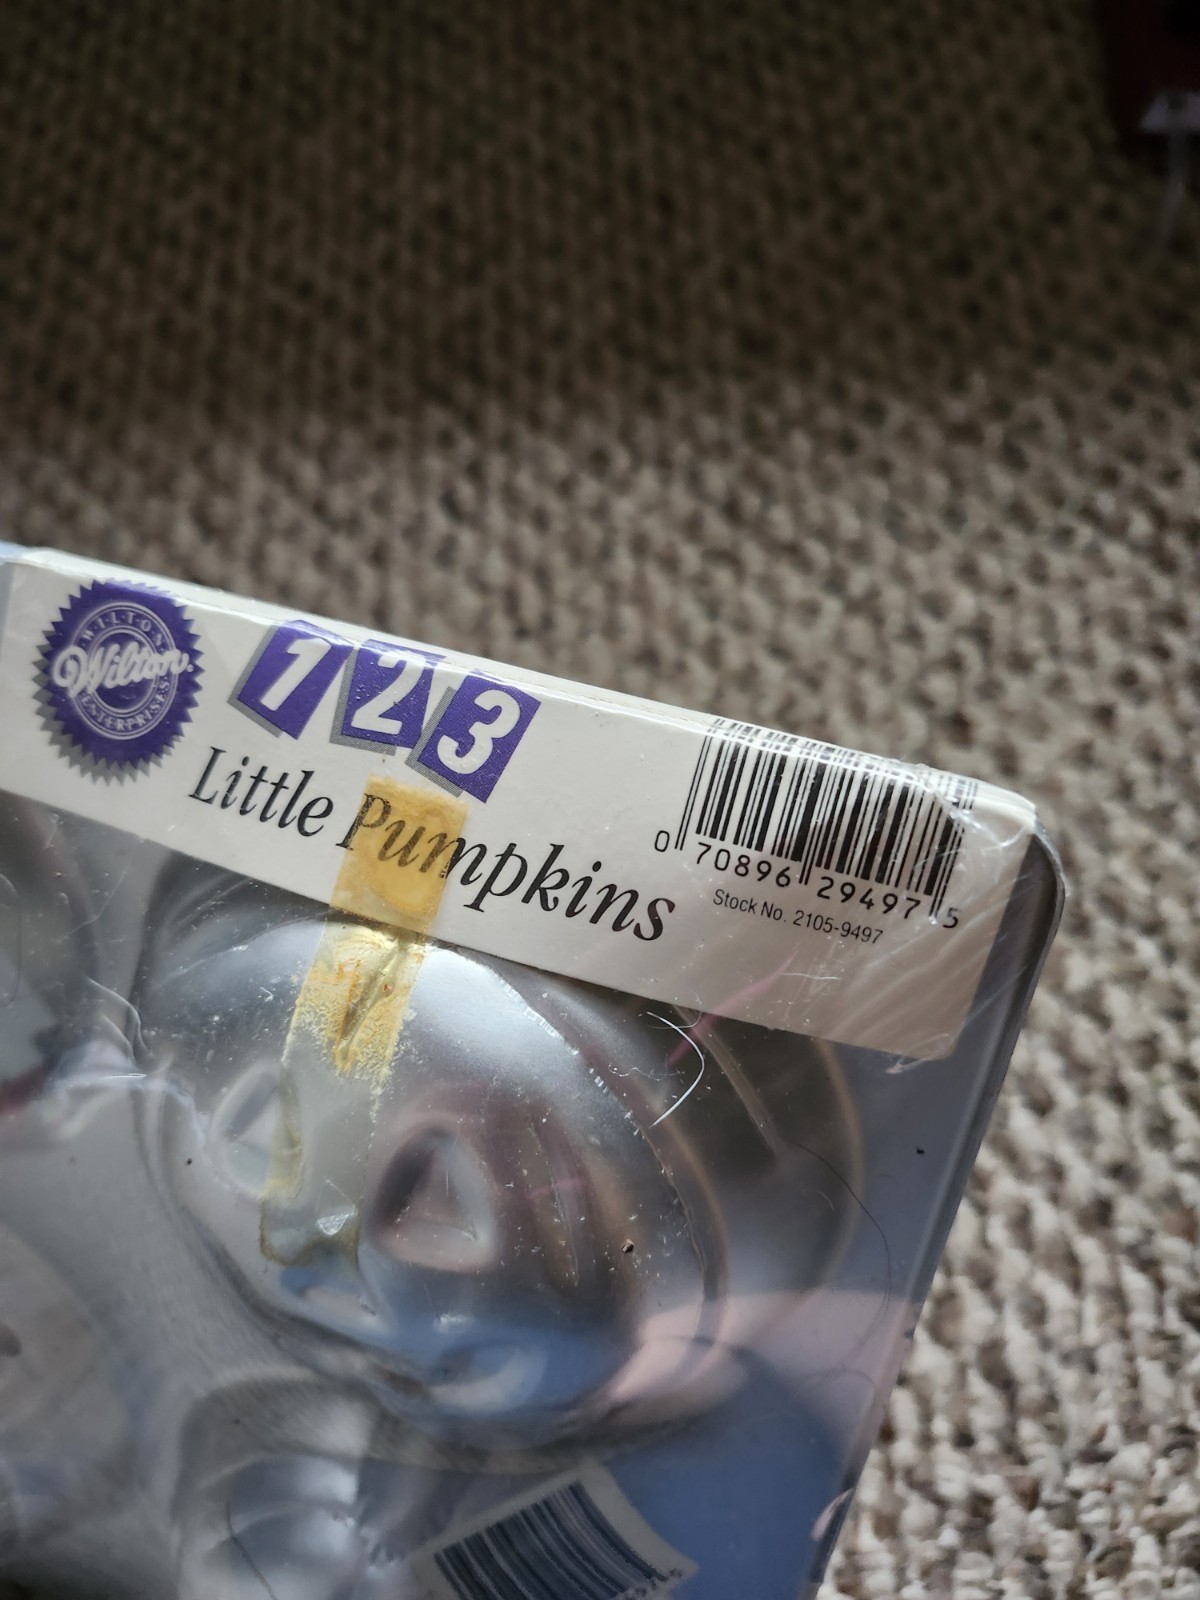 WILTON
Wilton.
ENTERPRISES
1 2 3
Little Pumpkins
0 70896 29497 5
Stock No. 2105-9497